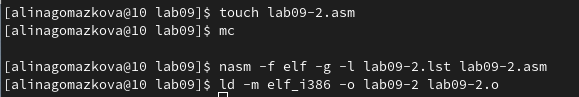 [alinagomazkova@10 lab09]$ touch lab09-2.asm
[alinagomazkova@10 lab09]$ mc
[alinagomazkova@10 lab09]$ nasm -f elf -g -l lab09-2.lst lab09-2.asm
[alinagomazkova@10 lab09]$ ld -m elf_i386 -o lab09-2 lab09-2.o